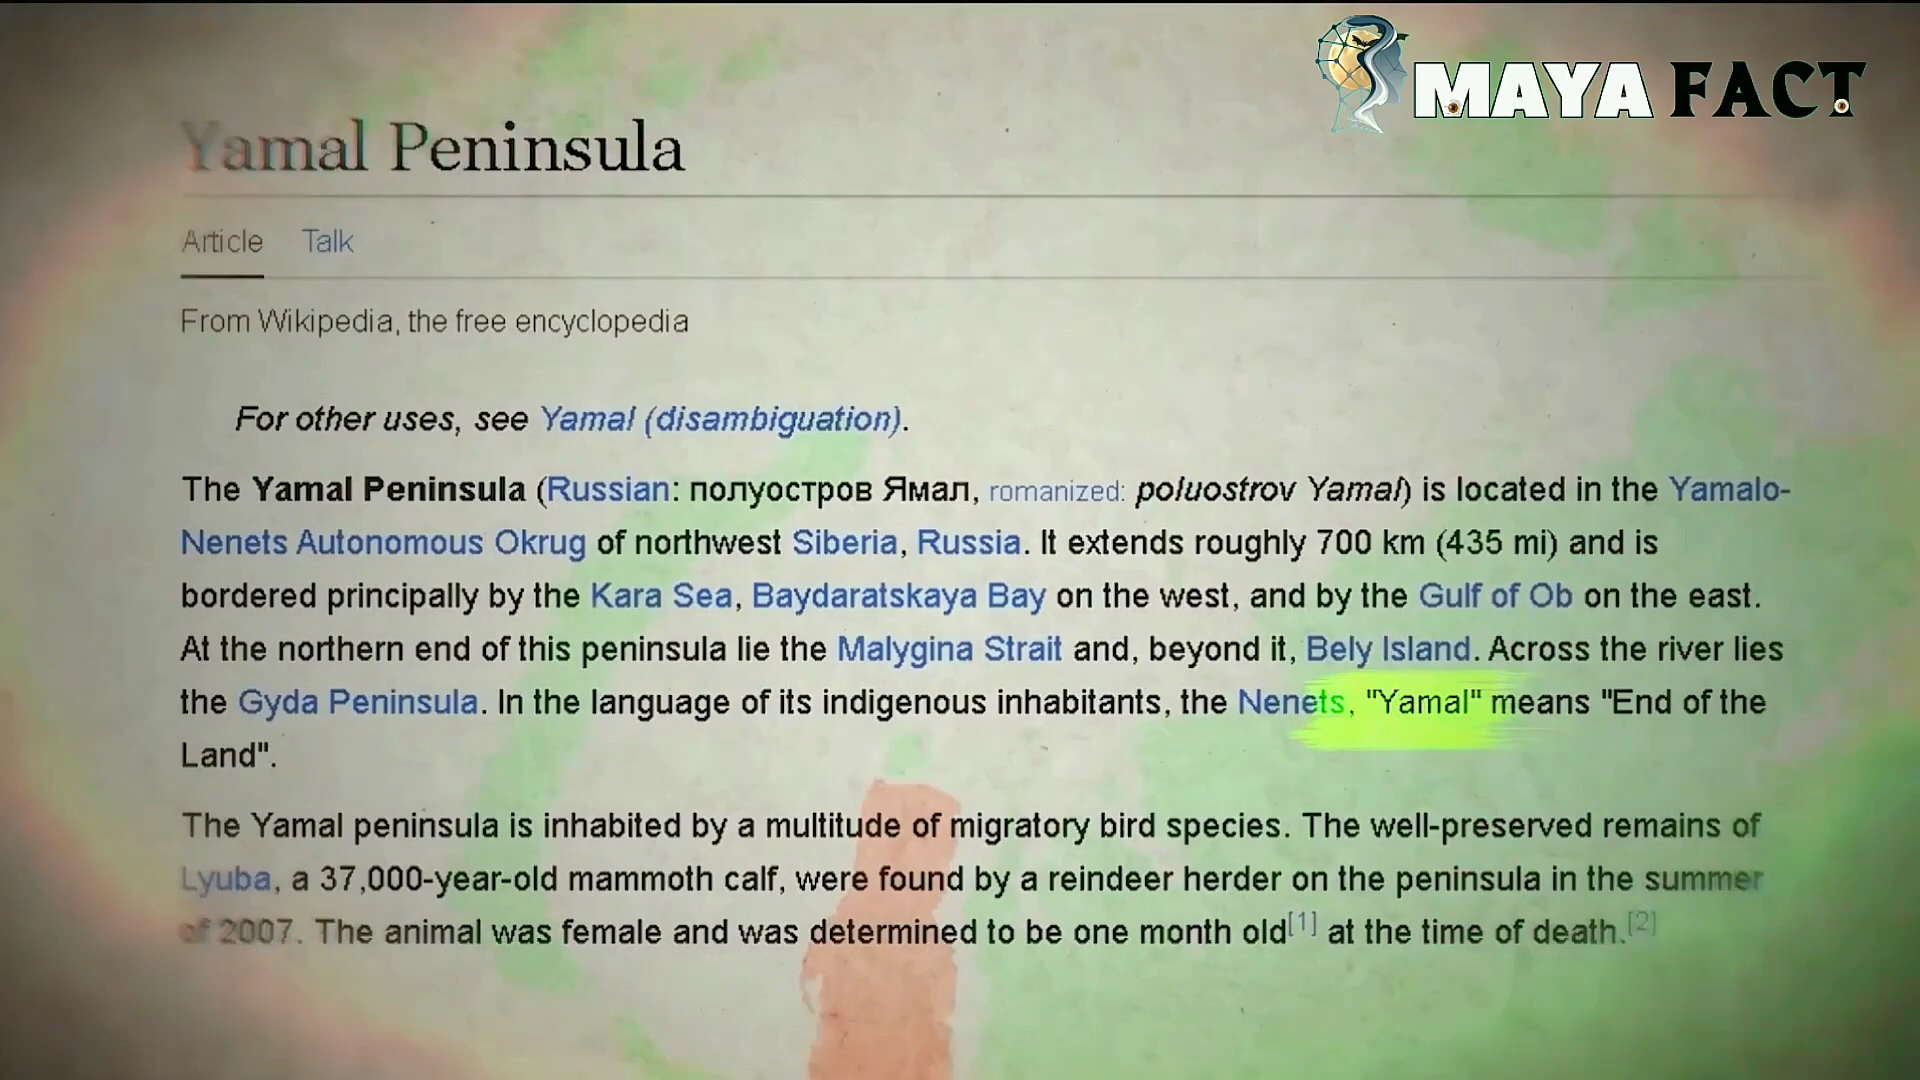 MAYA FACT
Yamal Peninsula
Article Talk
From Wikipedia, the free encyclopedia
For other uses, see Yamal (disambiguation).
The Yamal Peninsula (Russian: полуостров Ямал, romanized: poluostrov Yamal) is located in the Yamalo-
Nenets Autonomous Okrug of northwest Siberia, Russia. It extends roughly 700 km (435 mi) and is
bordered principally by the Kara Sea, Baydaratskaya Bay on the west, and by the Gulf of Ob on the east.
At the northern end of this peninsula lie the Malygina Strait and, beyond it, Bely Island. Across the river lies
the Gyda Peninsula. In the language of its indigenous inhabitants, the Nenets, "Yamal" means "End of the
Land".
The Yamal peninsula is inhabited by a multitude of migratory bird species. The well-preserved remains of
Lyuba, a 37,000-year-old mammoth calf, were found by a reindeer herder on the peninsula in the summer
of 2007. The animal was female and was determined to be one month old[1] at the time of death.[2]